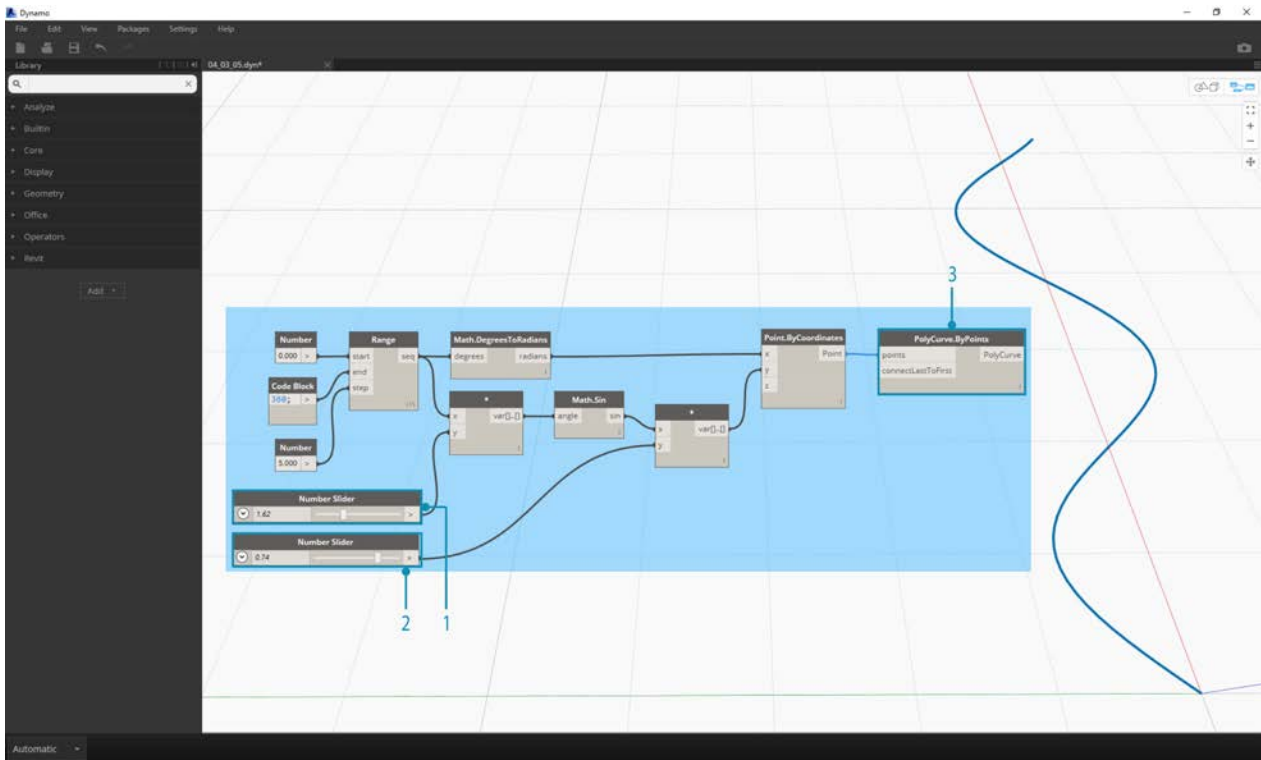 Dynamo
File Edit View Packages Settings Help
Library
04_03_05.dyn*
Analyze
BuiltIn
Core
Display
Geometry
Office
Operators
Revit
Add
3
Number
0.000 >
Range
start seq
end
step
Math.DegreesToRadians
degrees radians
Point.ByCoordinates
x Point
y
z
PolyCurve.ByPoints
points PolyCurve
connectLastToFirst
Code Block
360; >
*
x var[]..[]
y
Math.Sin
angle sin
*
x var[]..[]
y
Number
5.000 >
Number Slider
1.62 >
Number Slider
0.74 >
2 1
Automatic